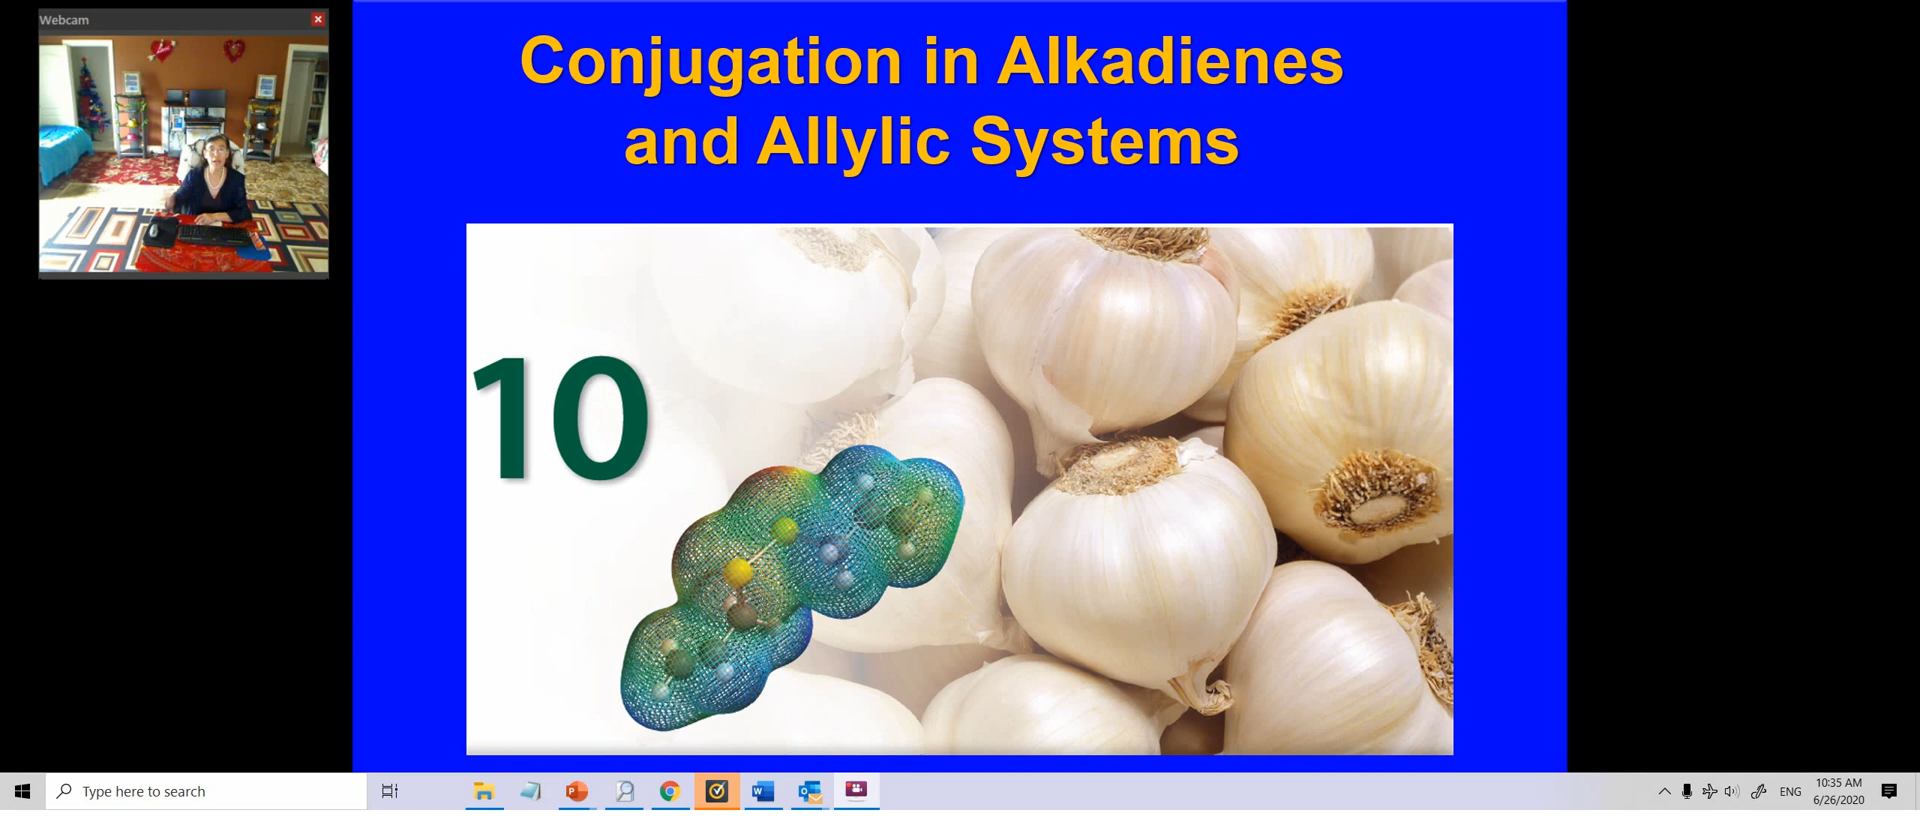 Webcam
Conjugation in Alkadienes
and Allylic Systems
10
Type here to search
ENG
10:35 AM
6/26/2020